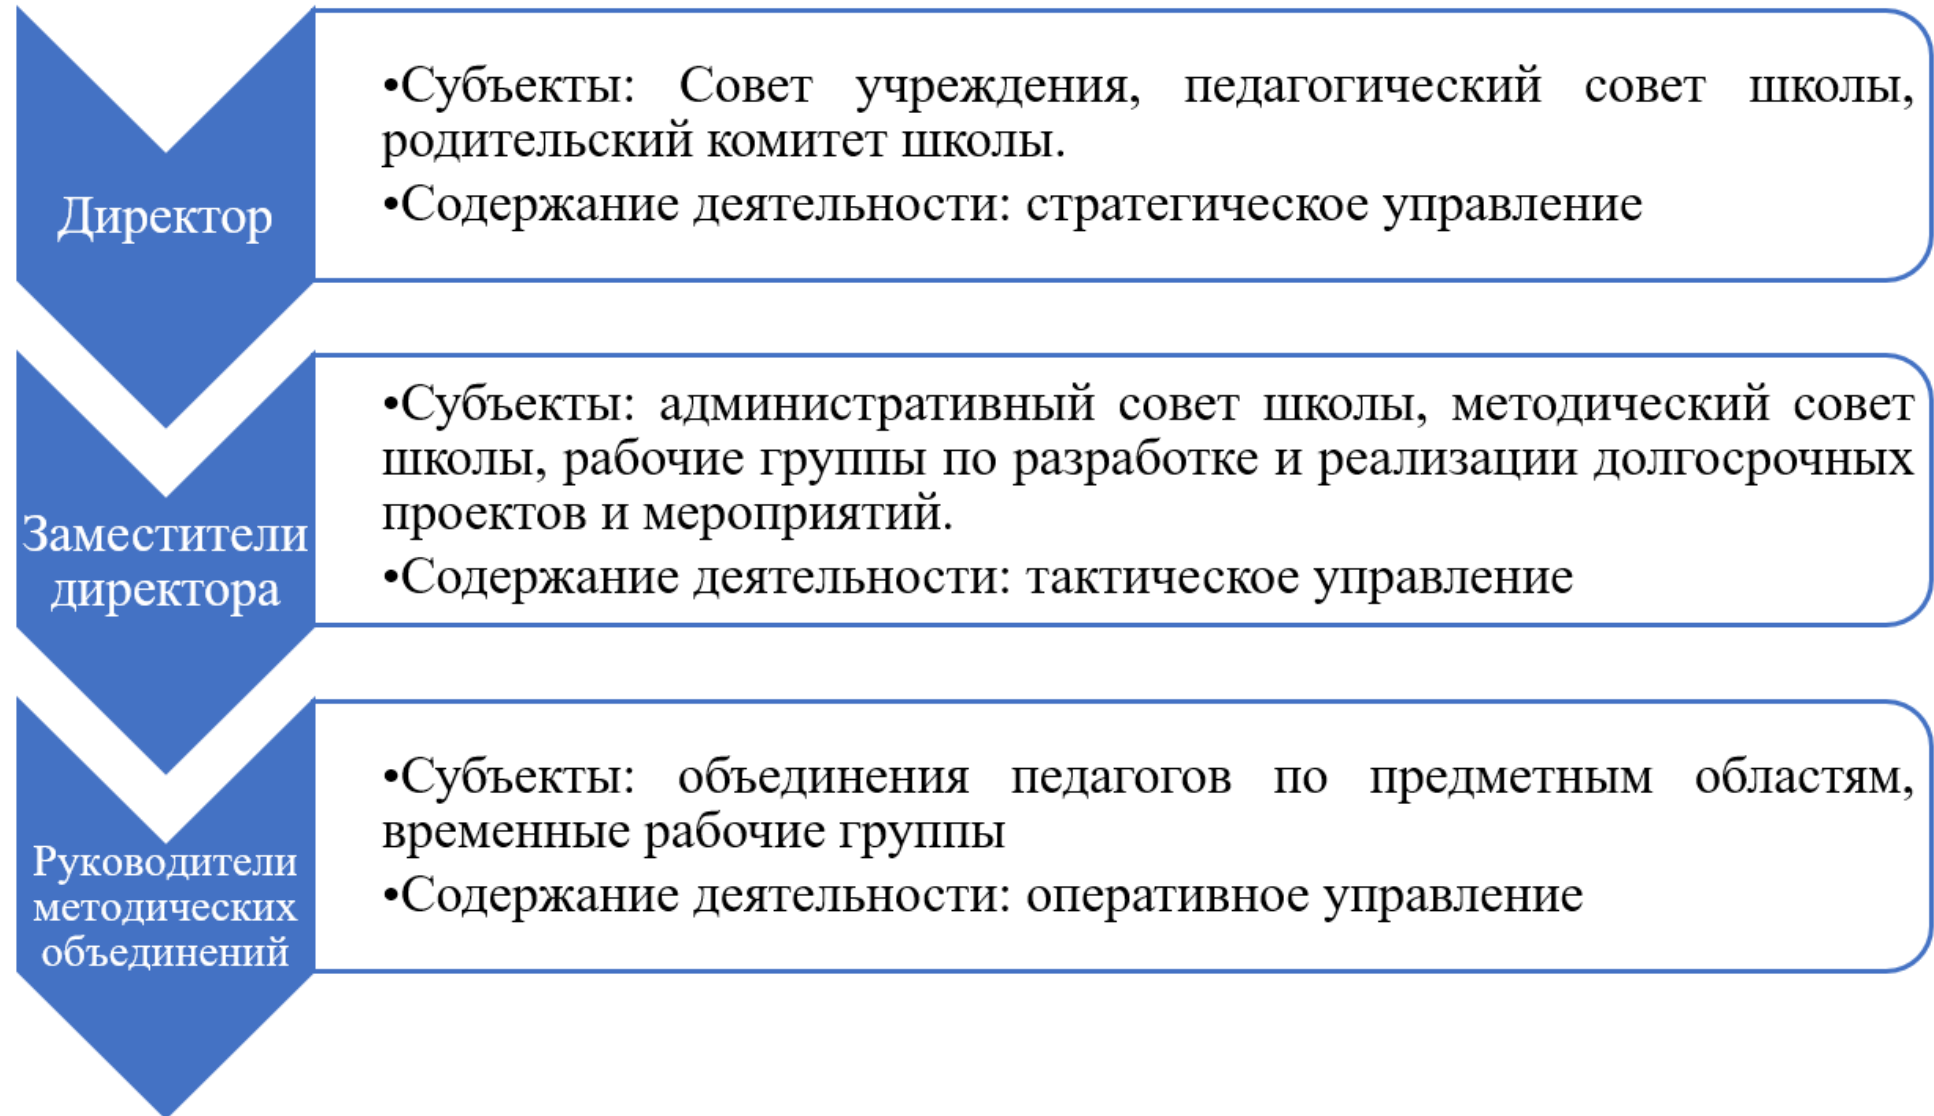 Директор
•Субъекты: Совет учреждения, педагогический совет школы,
родительский комитет школы.
•Содержание деятельности: стратегическое управление
Заместители
директора
•Субъекты: административный совет школы, методический совет
школы, рабочие группы по разработке и реализации долгосрочных
проектов и мероприятий.
•Содержание деятельности: тактическое управление
Руководители
методических
объединений
•Субъекты: объединения педагогов по предметным областям,
временные рабочие группы
•Содержание деятельности: оперативное управление